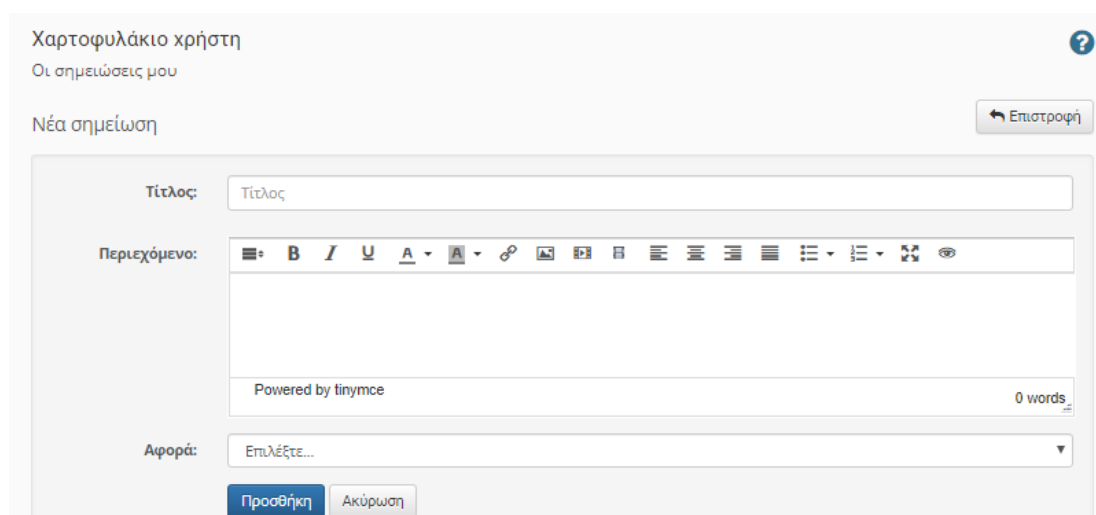 Χαρτοφυλάκιο χρήστη
Οι σημειώσεις μου
Νέα σημείωση
Επιστροφή
Τίτλος:
Τίτλος
Περιεχόμενο:
B I U A A
Powered by tinymce
0 words
Αφορά:
Επιλέξτε...
Προσθήκη Ακύρωση